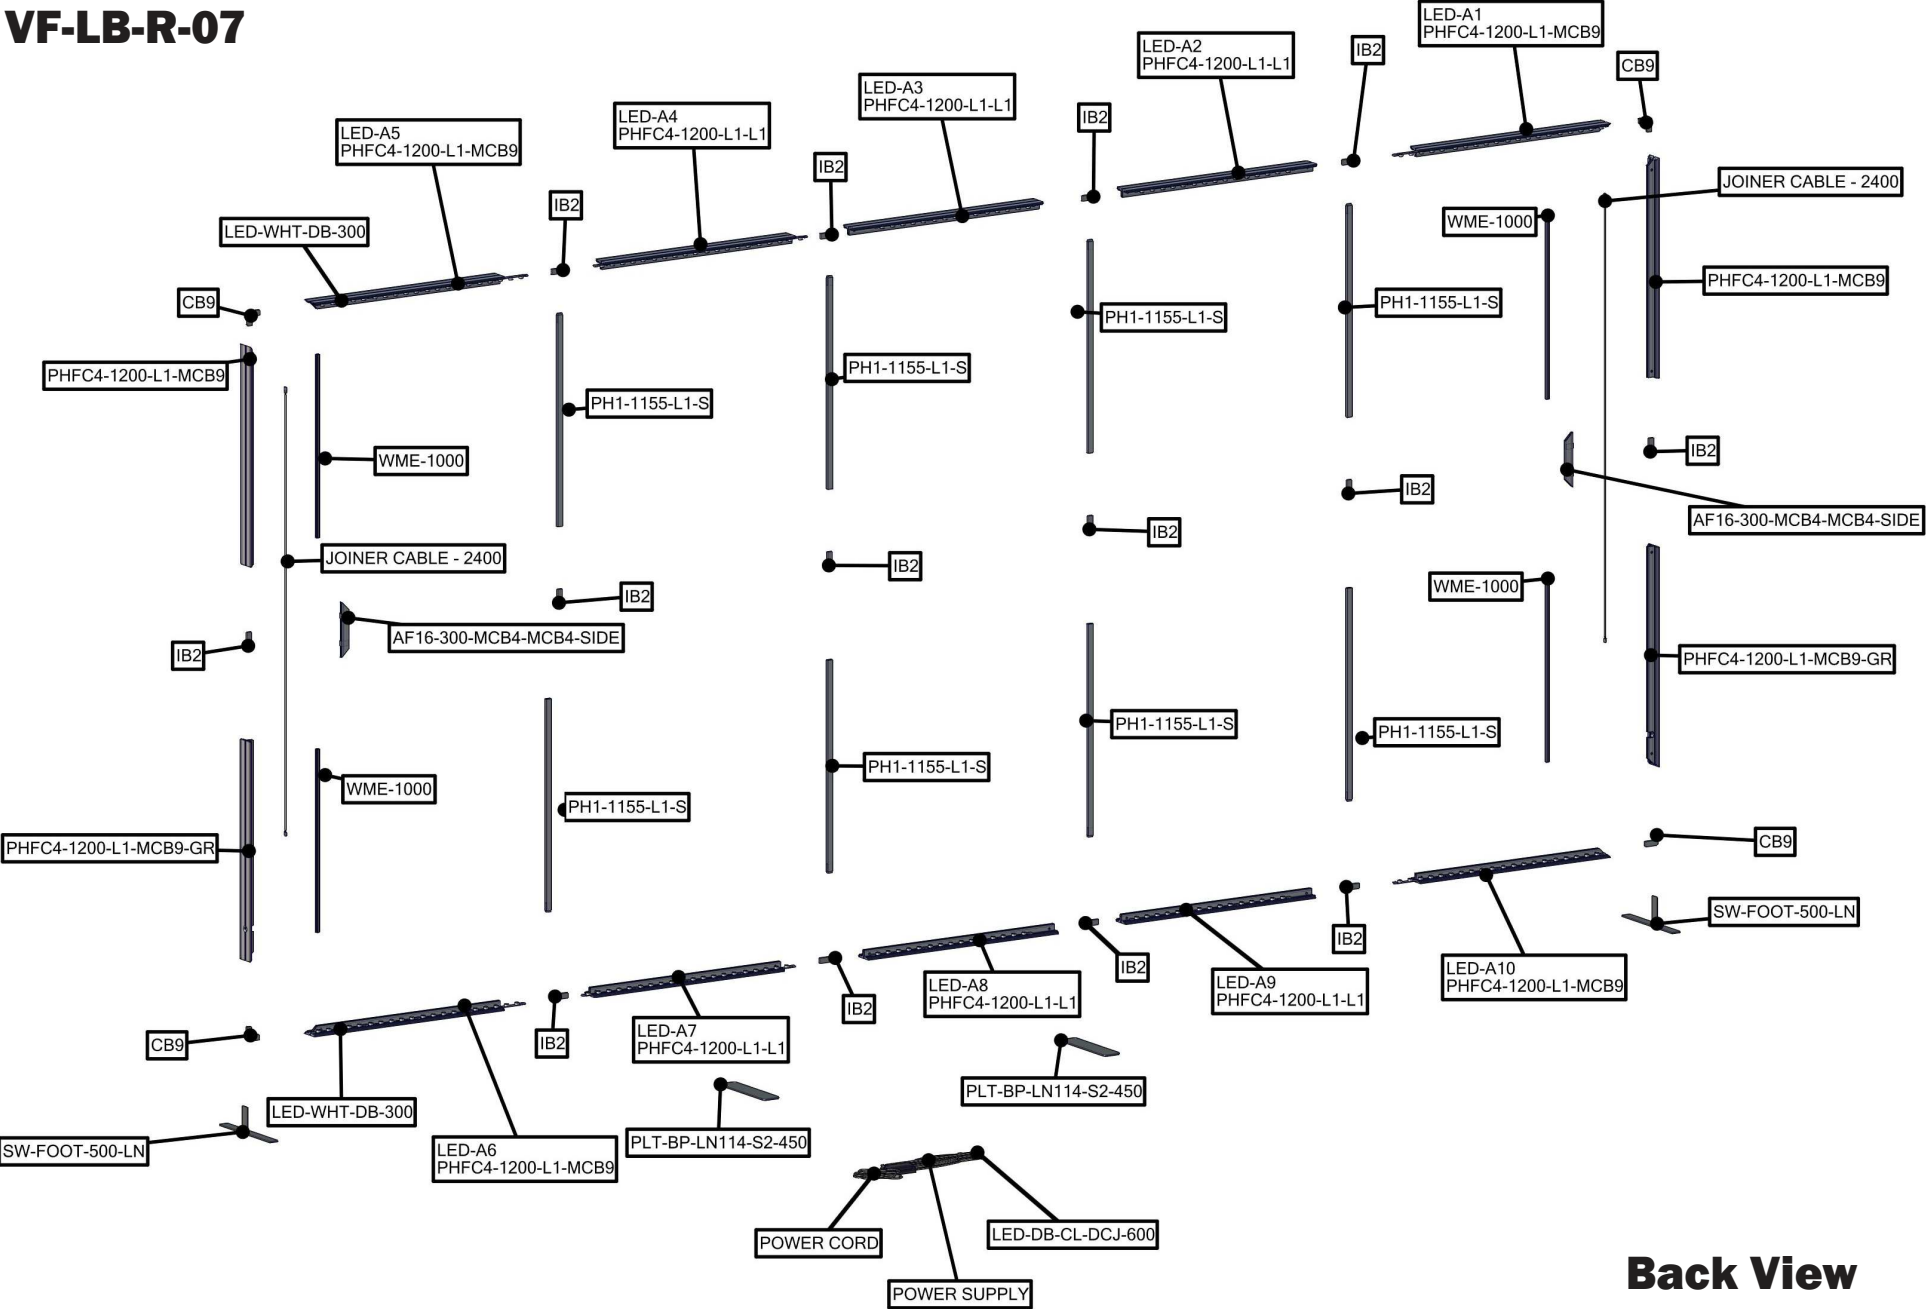 VF-LB-R-07
LED-A1
PHFC4-1200-L1-MCB9
IB2
LED-A2
PHFC4-1200-L1-L1
CB9
LED-A3
PHFC4-1200-L1-L1
IB2
LED-A4
PHFC4-1200-L1-L1
LED-A5
PHFC4-1200-L1-MCB9
IB2
JOINER CABLE - 2400
IB2
WME-1000
LED-WHT-DB-300
PHFC4-1200-L1-MCB9
CB9
PH1-1155-L1-S
PH1-1155-L1-S
PH1-1155-L1-S
PHFC4-1200-L1-MCB9
PH1-1155-L1-S
IB2
WME-1000
IB2
AF16-300-MCB4-MCB4-SIDE
IB2
JOINER CABLE - 2400
IB2
WME-1000
IB2
AF16-300-MCB4-MCB4-SIDE
IB2
PHFC4-1200-L1-MCB9-GR
PH1-1155-L1-S
PH1-1155-L1-S
PH1-1155-L1-S
WME-1000
PH1-1155-L1-S
CB9
PHFC4-1200-L1-MCB9-GR
SW-FOOT-500-LN
IB2
IB2
LED-A10
PHFC4-1200-L1-MCB9
LED-A9
PHFC4-1200-L1-L1
LED-A8
PHFC4-1200-L1-L1
IB2
LED-A7
PHFC4-1200-L1-L1
IB2
CB9
PLT-BP-LN114-S2-450
LED-WHT-DB-300
PLT-BP-LN114-S2-450
SW-FOOT-500-LN
LED-A6
PHFC4-1200-L1-MCB9
POWER CORD
LED-DB-CL-DCJ-600
POWER SUPPLY
Back View